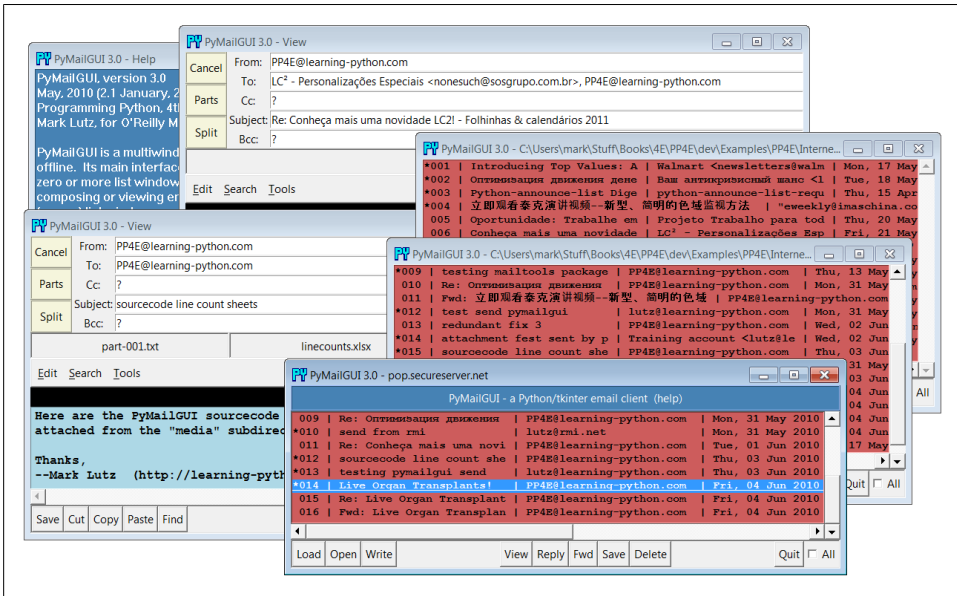 PyMailGUI 3.0 - Help
PyMailGUI, version 3.0
May, 2010 (2.1 January, 2
Programming Python, 4t
Mark Lutz, for O'Reilly M
PyMailGUI is a multiwind
offline. Its main interfac
zero or more list window
composing or viewing er
PyMailGUI 3.0 - View
Cancel
From: PP4E@learning-python.com
To: LC² - Personalizações Especiais <nonesuch@sosgrupo.com.br>, PP4E@learning-python.com
Parts
Cc: ?
Subject: Re: Conheça mais uma novidade LC2! - Folhinhas & calendários 2011
Split
Bcc: ?
Edit Search Tools
PyMailGUI 3.0 - C:\Users\mark\Stuff\Books\4E\PP4E\dev\Examples\PP4E\Interne...
*001 | Introducing Top Values: A | Walmart <newsletters@walm | Mon, 17 May
*002 | Оптимизация движения дене | Ваш антикризисный шанс <l | Tue, 18 May
*003 | Python-announce-list Dige | python-announce-list-requ | Thu, 15 Apr
*004 | 立即观看泰克演讲视频--新型、简明的色域监视方法 | "eweekly@imaschina.co
005 | Oportunidade: Trabalhe em | Projeto Trabalho para tod | Thu, 20 May
006 | Conheça mais uma novidade | LC² - Personalizações Esp | Fri, 21 May
All
PyMailGUI 3.0 - View
Cancel
From: PP4E@learning-python.com
To: PP4E@learning-python.com
Parts
Cc: ?
Subject: sourcecode line count sheets
Split
Bcc: ?
part-001.txt linecounts.xlsx
Edit Search Tools
Here are the PyMailGUI sourcecode
attached from the "media" subdirec
Thanks,
--Mark Lutz (http://learning-pyth
Save Cut Copy Paste Find
PyMailGUI 3.0 - C:\Users\mark\Stuff\Books\4E\PP4E\dev\Examples\PP4E\Interne...
*009 | testing mailtools package | PP4E@learning-python.com | Thu, 13 May
010 | Re: Оптимизация движения | PP4E@learning-python.com | Mon, 31 May
011 | Fwd: 立即观看泰克演讲视频--新型、简明的色域 | PP4E@learning-python.com
*012 | test send pymailgui | lutz@learning-python.com | Mon, 31 May
013 | redundant fix 3 | PP4E@learning-python.com | Wed, 02 Jun
*014 | attachment fest sent by p | Training account <lutz@le | Wed, 02 Jun
*015 | sourcecode line count she | PP4E@learning-python.com | Thu, 03 Jun
31 May
03 Jun
04 Jun
04 Jun
04 Jun
17 May
Quit All
PyMailGUI 3.0 - pop.secureserver.net
PyMailGUI - a Python/tkinter email client (help)
009 | Re: Оптимизация движения | PP4E@learning-python.com | Mon, 31 May 2010
*010 | send from rmi | lutz@rmi.net | Mon, 31 May 2010
011 | Re: Conheça mais uma novi | PP4E@learning-python.com | Tue, 01 Jun 2010
*012 | sourcecode line count she | PP4E@learning-python.com | Thu, 03 Jun 2010
*013 | testing pymailgui send | lutz@learning-python.com | Thu, 03 Jun 2010
*014 | Live Organ Transplants! | PP4E@learning-python.com | Fri, 04 Jun 2010
015 | Re: Live Organ Transplant | PP4E@learning-python.com | Fri, 04 Jun 2010
016 | Fwd: Live Organ Transplan | PP4E@learning-python.com | Fri, 04 Jun 2010
Load Open Write View Reply Fwd Save Delete Quit All